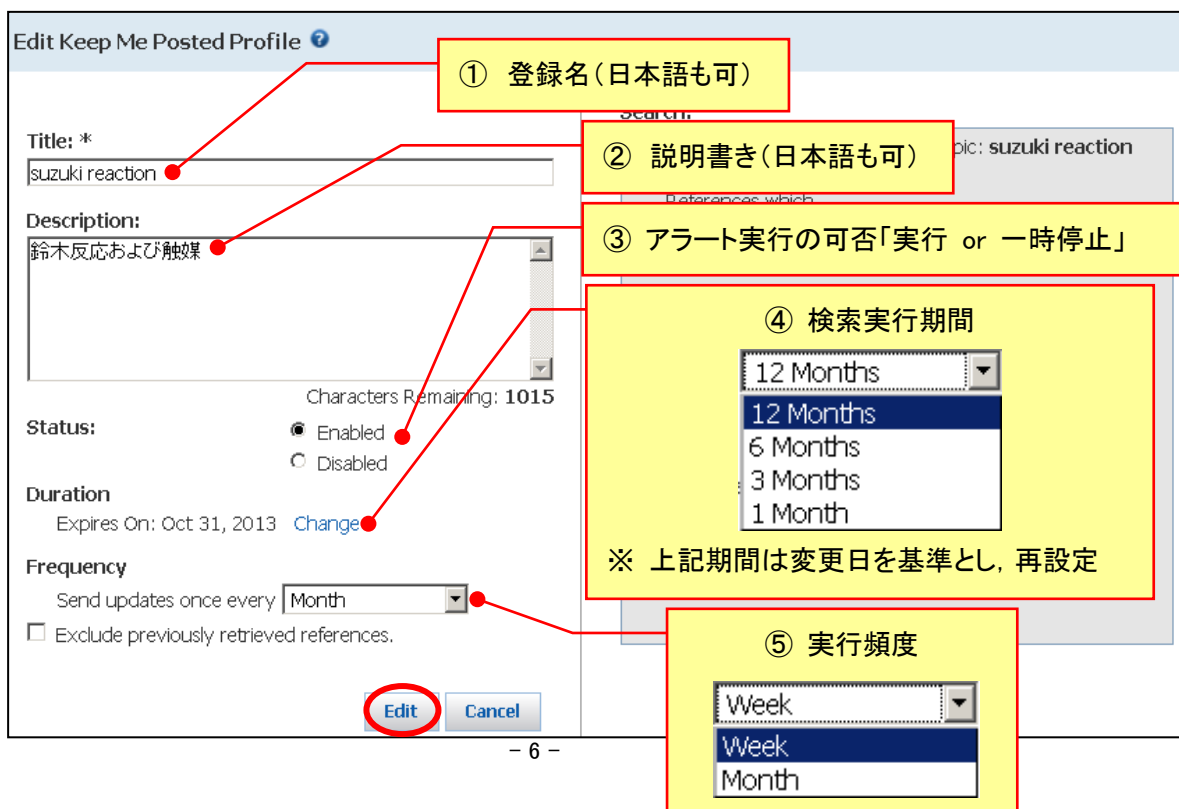 Edit Keep Me Posted Profile
① 登録名(日本語も可)
Search:
Title: *
suzuki reaction
② 説明書き(日本語も可)
pic: suzuki reaction
References which
Description:
鈴木反応および触媒
③ アラート実行の可否「実行 or 一時停止」
④ 検索実行期間
12 Months
12 Months
6 Months
3 Months
1 Month
※ 上記期間は変更日を基準とし, 再設定
Characters Remaining: 1015
Status:
Enabled
Disabled
Duration
Expires On: Oct 31, 2013 Change
Frequency
Send updates once every Month
Exclude previously retrieved references.
⑤ 実行頻度
Week
Week
Month
Edit Cancel
- 6 -